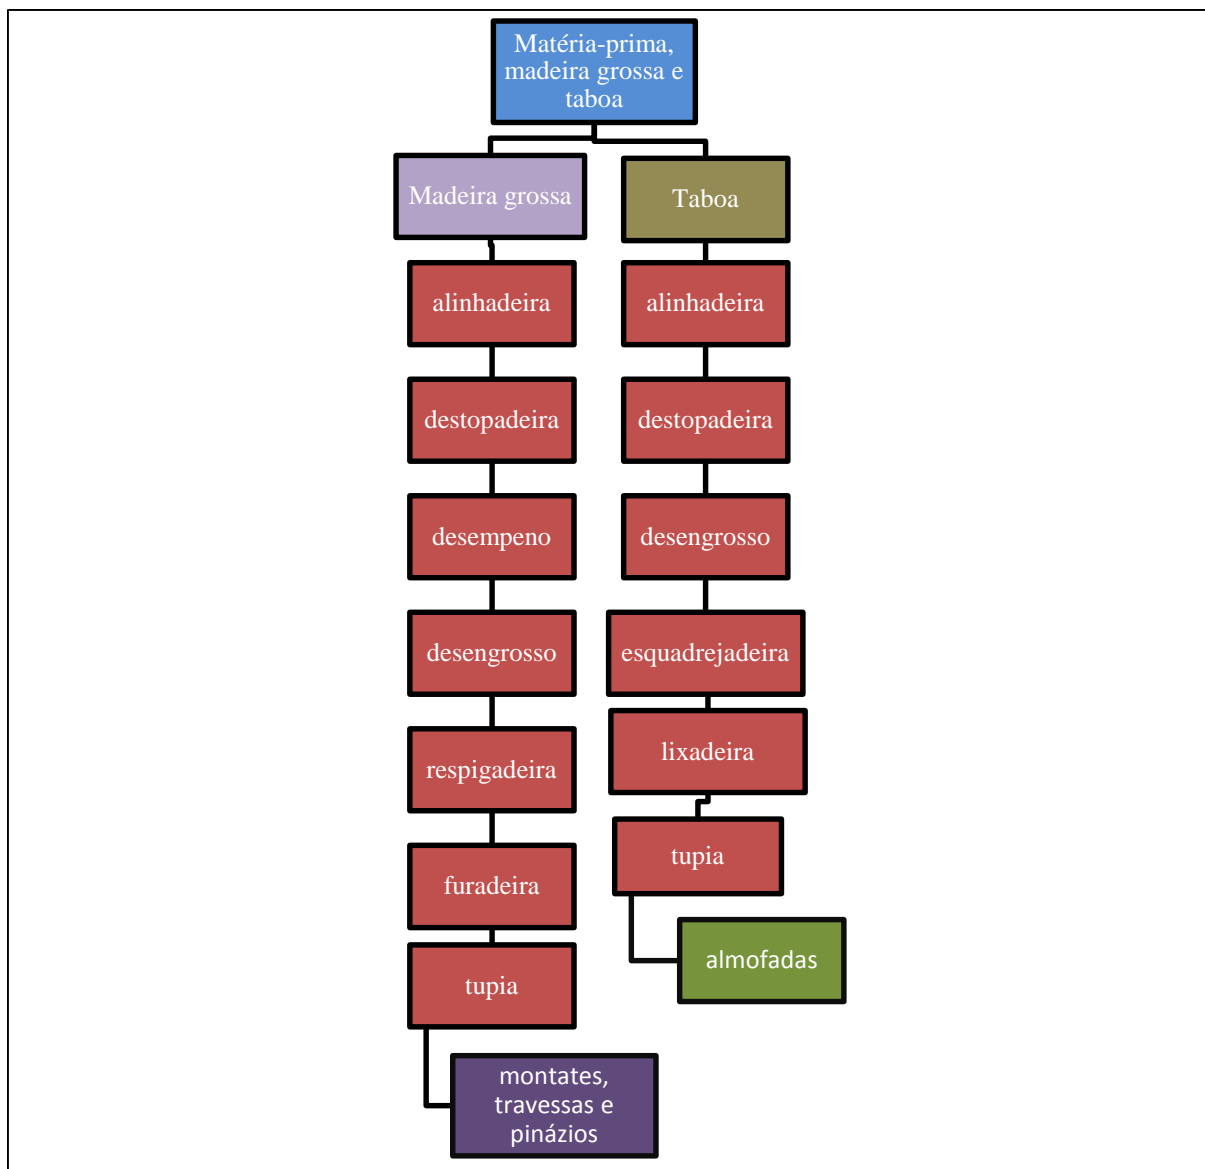 Matéria-prima,
madeira grossa e
taboa
Madeira grossa
alinhadeira
destopadeira
desempeno
desengrosso
respigadeira
furadeira
tupia
montates,
travessas e
pinázios
Taboa
alinhadeira
destopadeira
desengrosso
esquadrejadeira
lixadeira
tupia
almofadas